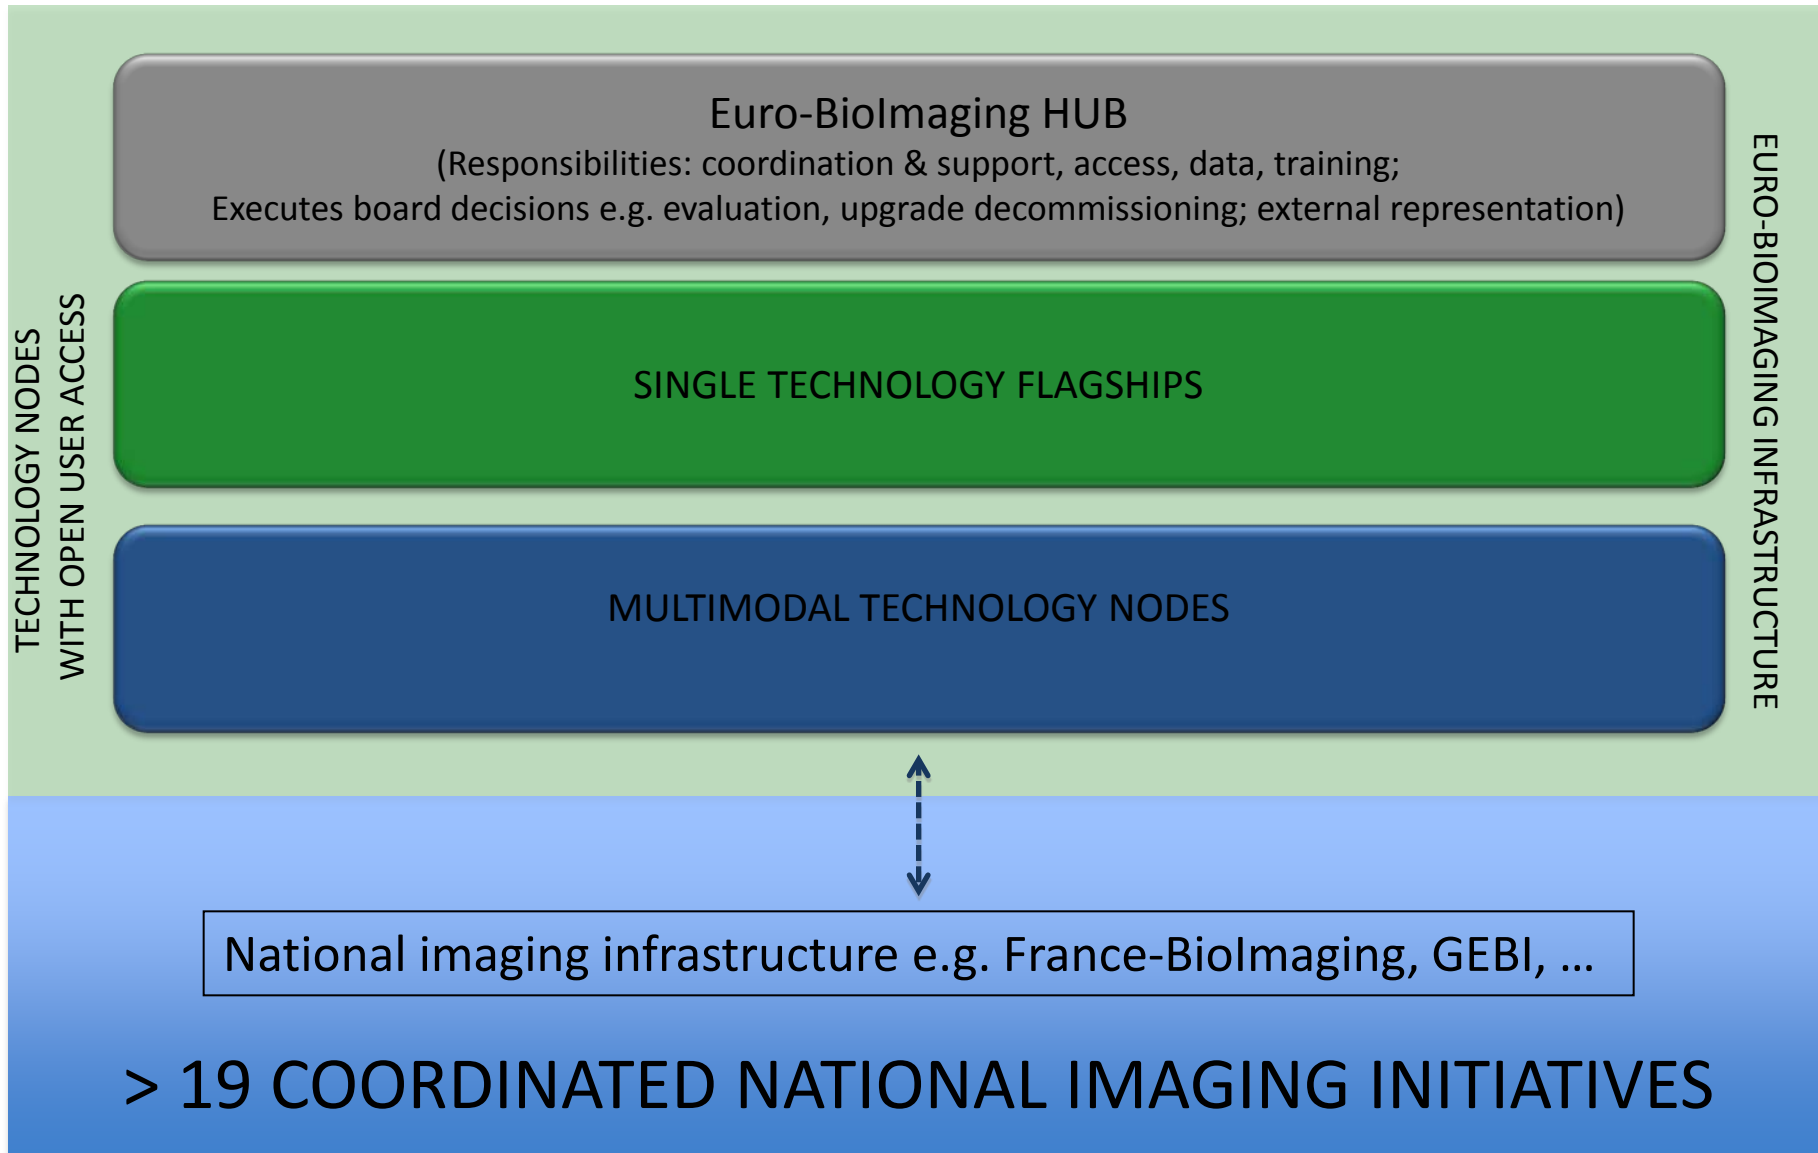 Euro-BioImaging HUB
(Responsibilities: coordination & support, access, data, training;
Executes board decisions e.g. evaluation, upgrade decommissioning; external representation)
TECHNOLOGY NODES
WITH OPEN USER ACCESS
EURO-BIOIMAGING INFRASTRUCTURE
SINGLE TECHNOLOGY FLAGSHIPS
MULTIMODAL TECHNOLOGY NODES
National imaging infrastructure e.g. France-BioImaging, GEBI, ...
> 19 COORDINATED NATIONAL IMAGING INITIATIVES